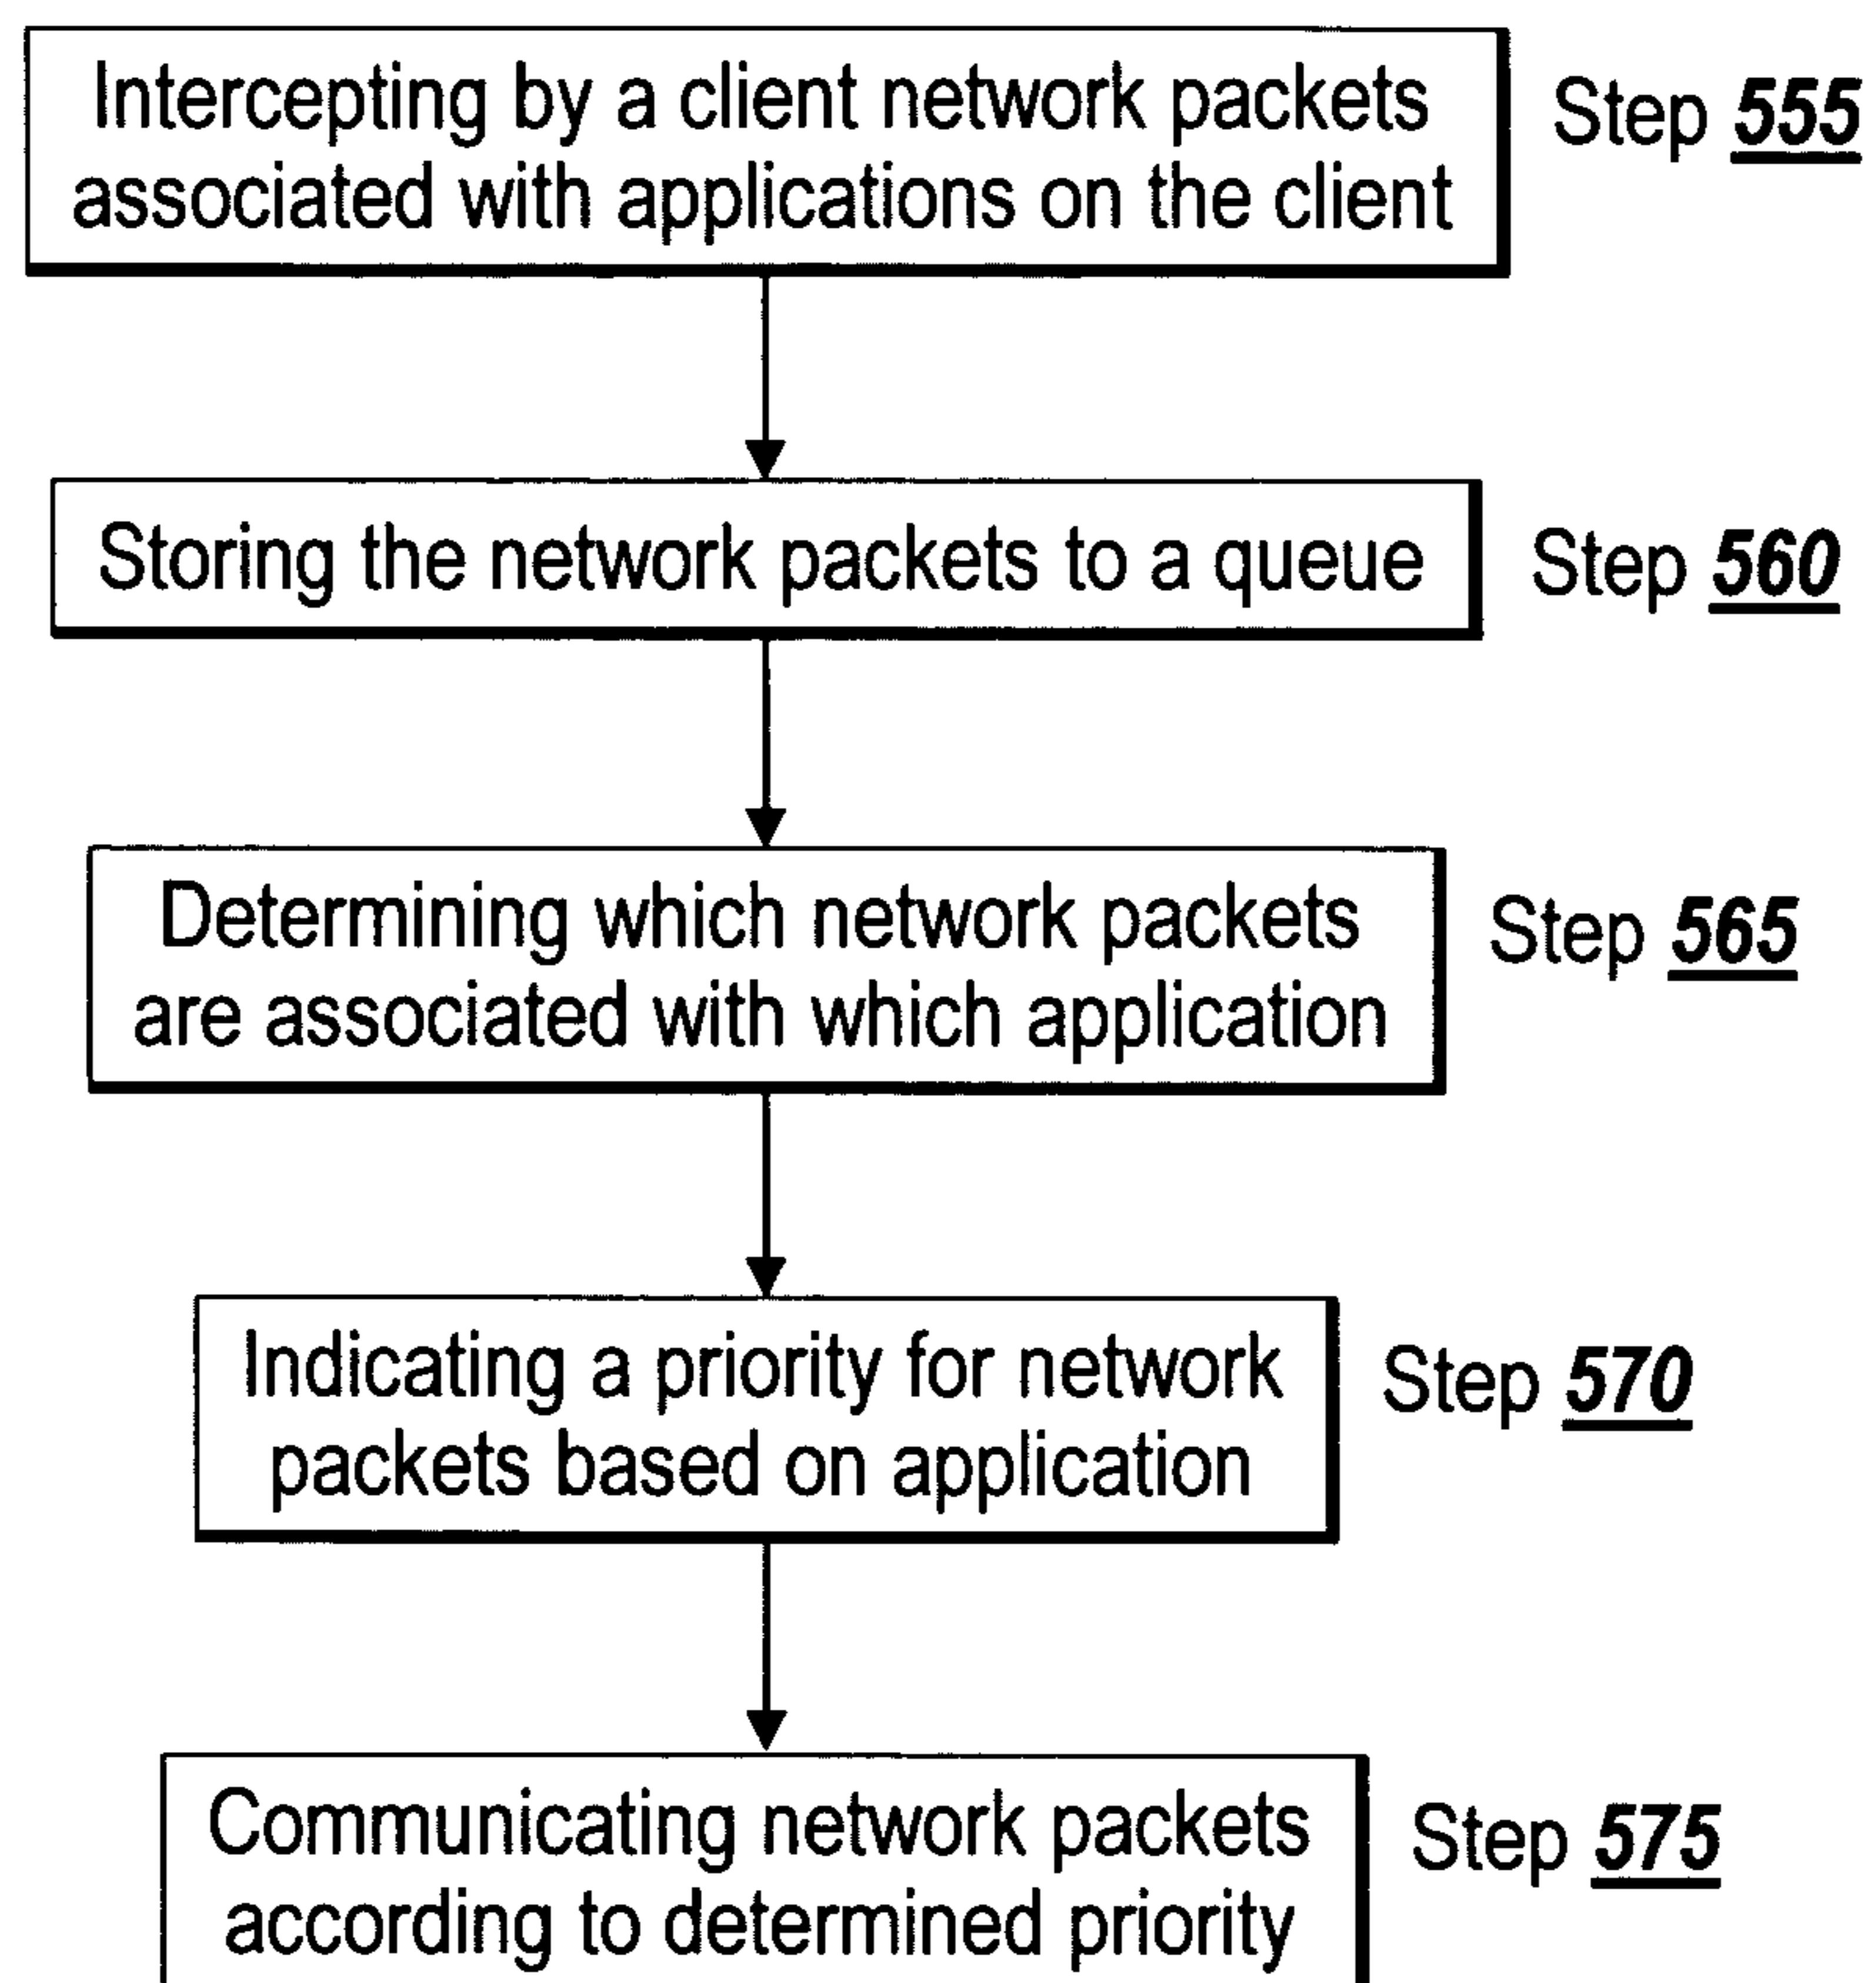 Intercepting by a client network packets
associated with applications on the client
Step 555
Storing the network packets to a queue
Step 560
Determining which network packets
are associated with which application
Step 565
Indicating a priority for network
packets based on application
Step 570
Communicating network packets
according to determined priority
Step 575